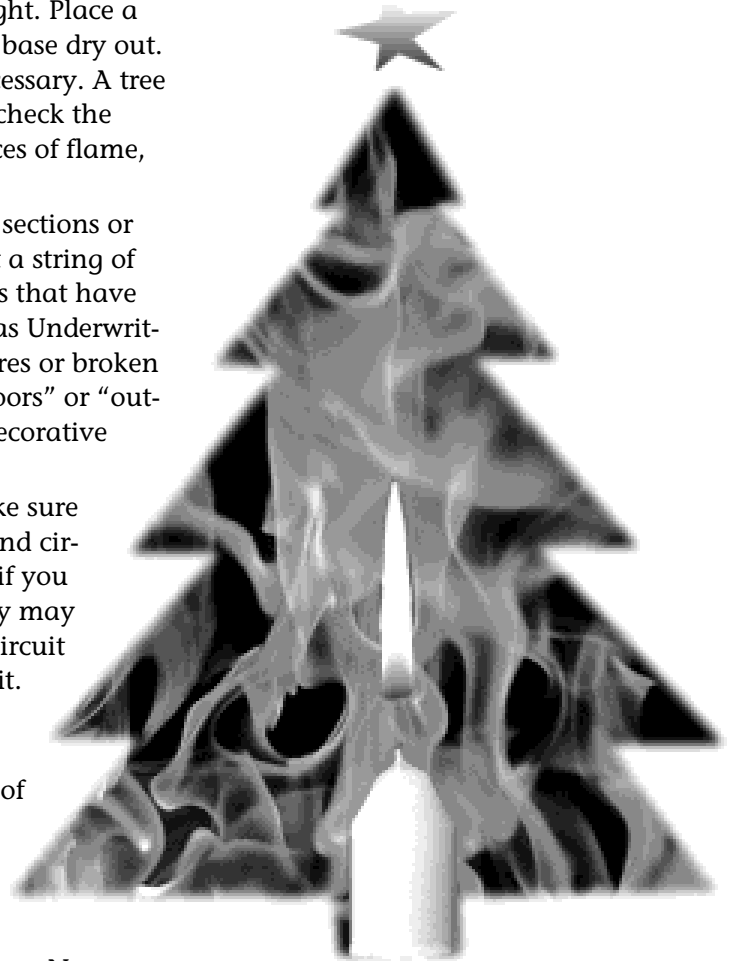 ght. Place a
base dry out.
essary. A tree
check the
ces of flame,
sections or
a string of
s that have
as Underwrit-
res or broken
oors” or “out-
ecorative
ke sure
nd cir-
if you
y may
ircuit
it.
of